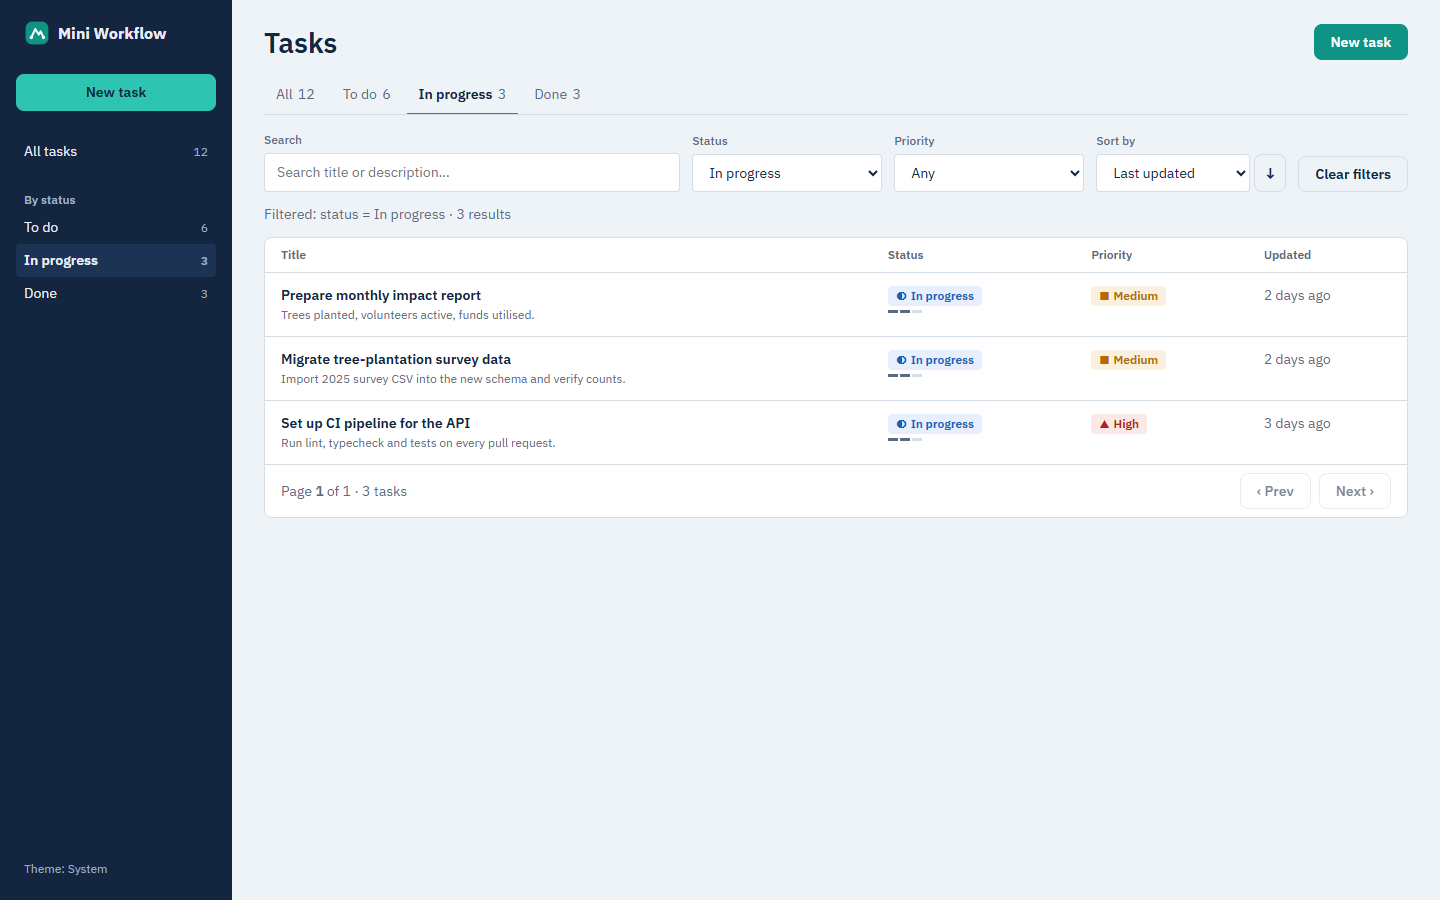 Mini Workflow
New task
All tasks 12
By status
To do 6
In progress 3
Done 3
Theme: System
Tasks
New task
All 12 To do 6 In progress 3 Done 3
Search Status Priority Sort by
Search title or description... In progress Any Last updated ↓ Clear filters
Filtered: status = In progress · 3 results
Title Status Priority Updated
Prepare monthly impact report In progress Medium 2 days ago
Trees planted, volunteers active, funds utilised.
Migrate tree-plantation survey data In progress Medium 2 days ago
Import 2025 survey CSV into the new schema and verify counts.
Set up CI pipeline for the API In progress High 3 days ago
Run lint, typecheck and tests on every pull request.
Page 1 of 1 · 3 tasks ‹ Prev Next ›